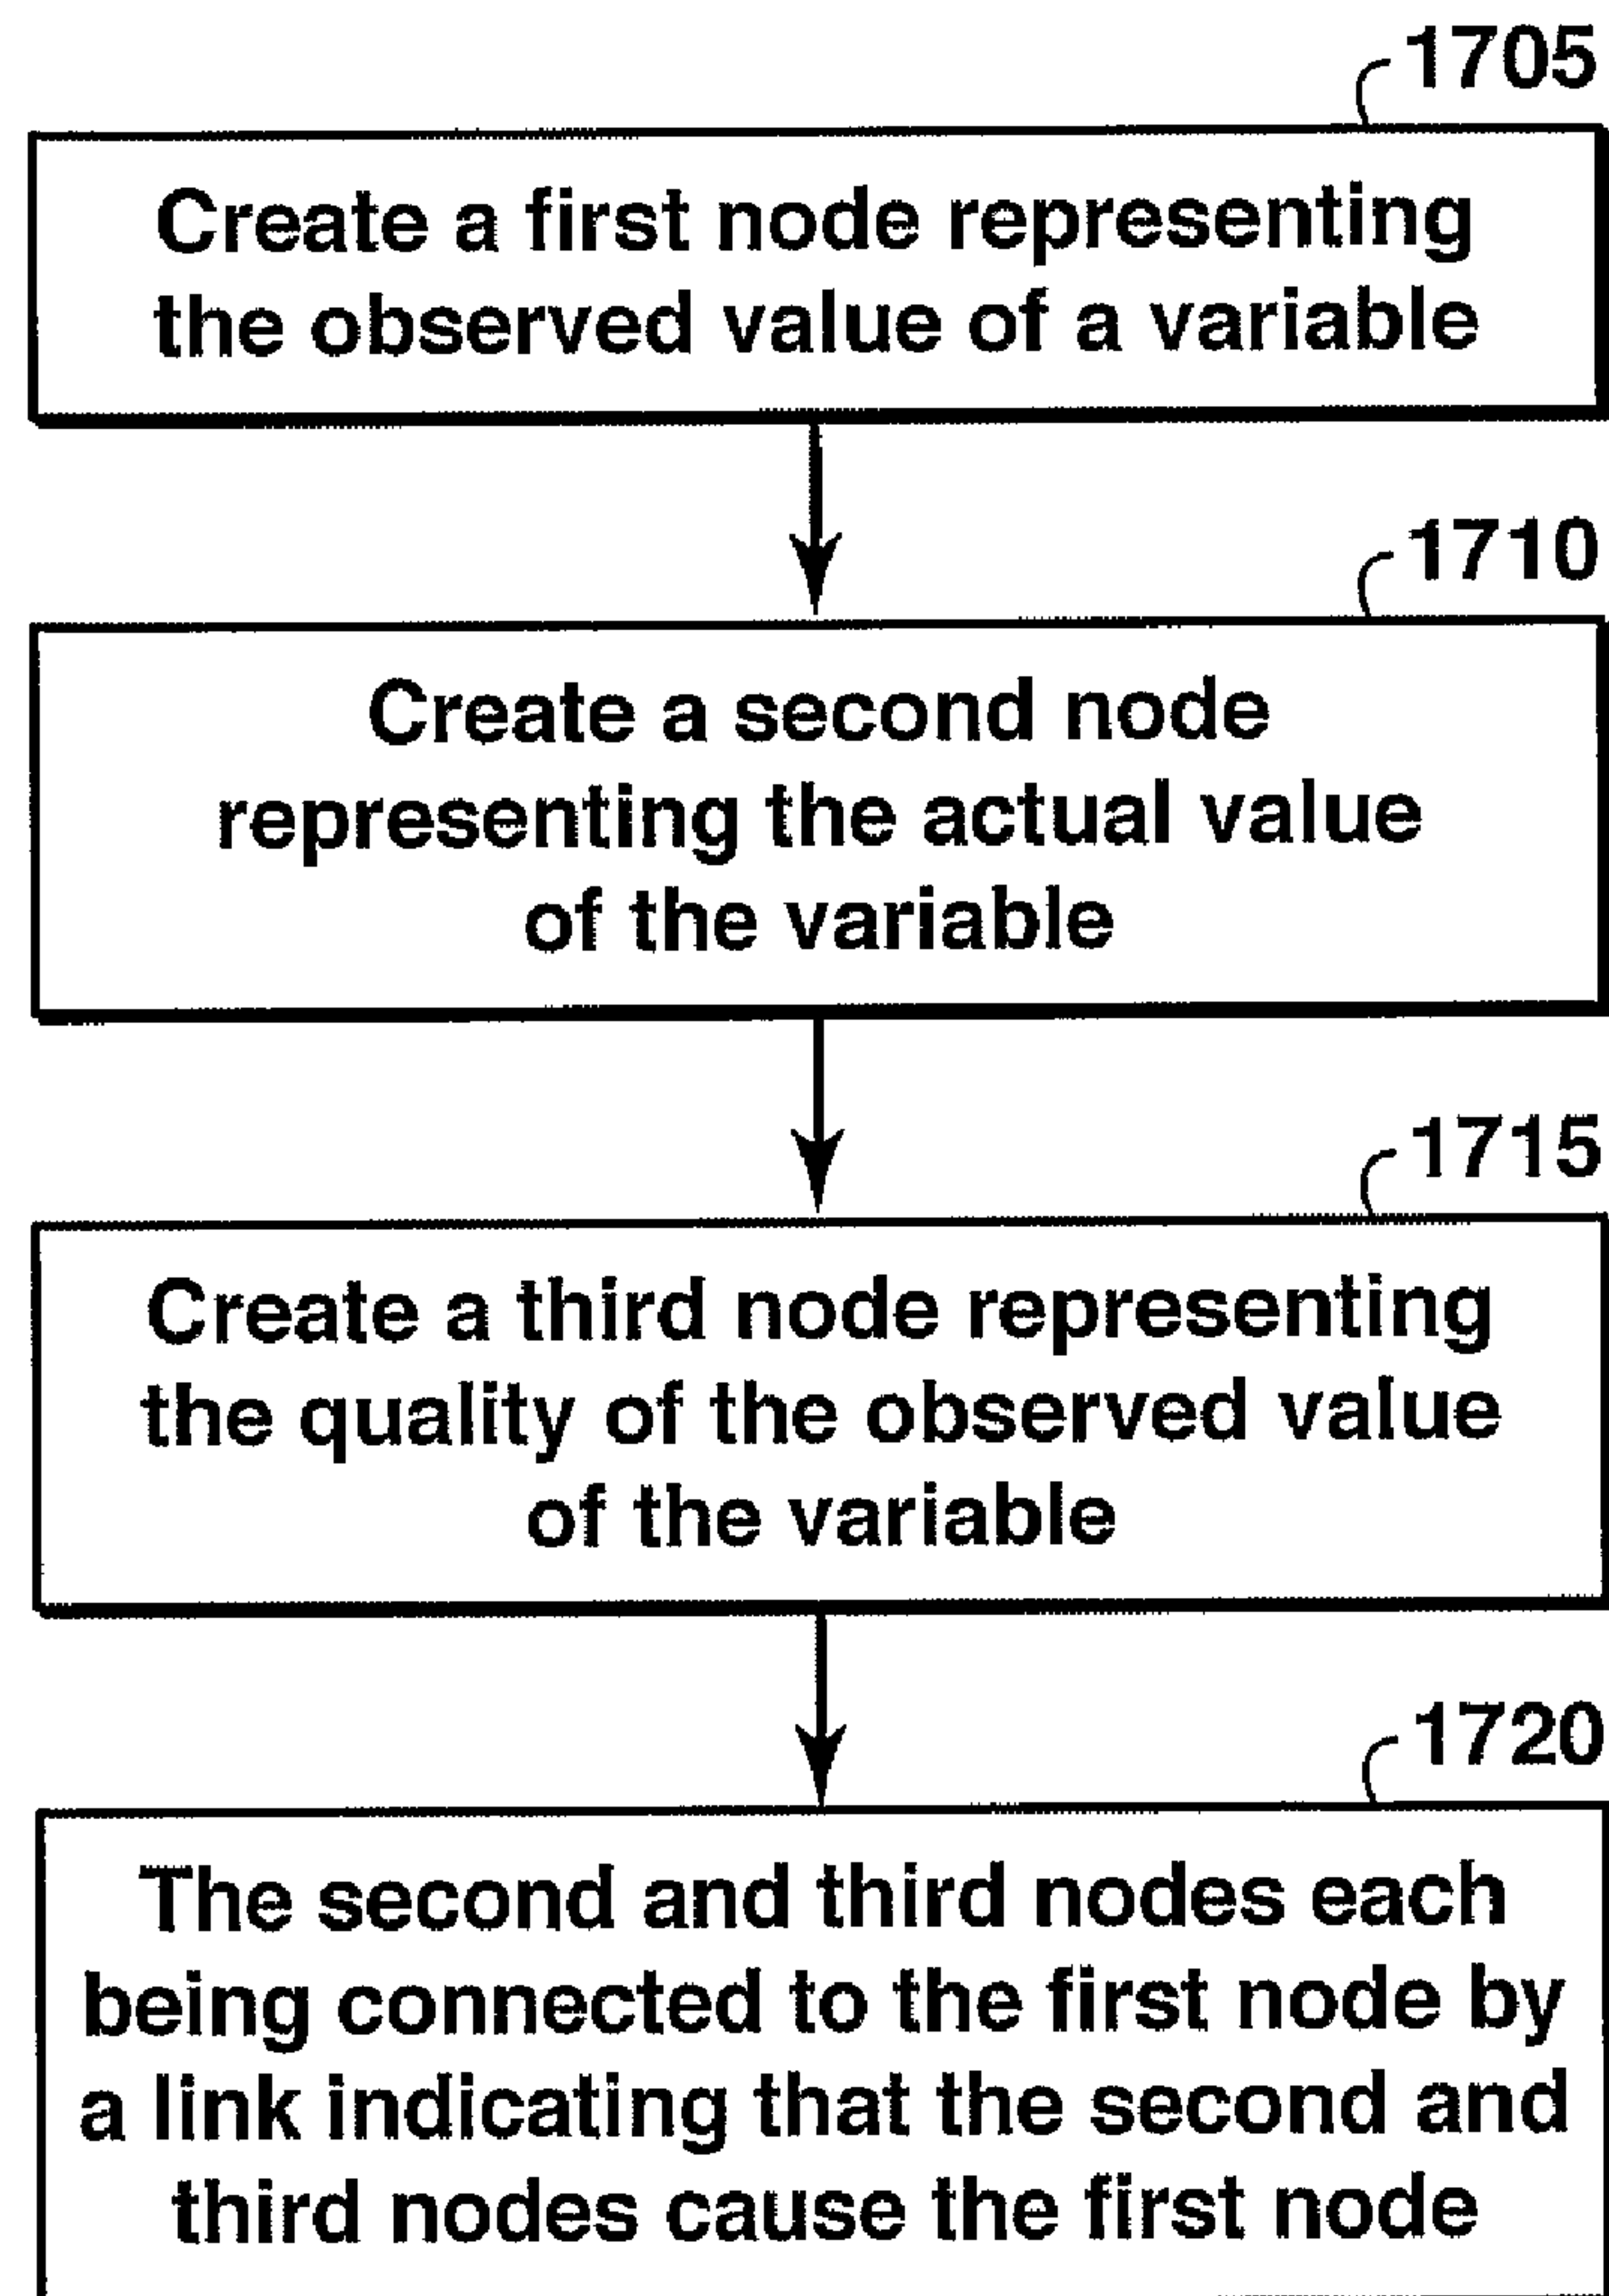 1705
Create a first node representing
the observed value of a variable
1710
Create a second node
representing the actual value
of the variable
1715
Create a third node representing
the quality of the observed value
of the variable
1720
The second and third nodes each
being connected to the first node by
a link indicating that the second and
third nodes cause the first node